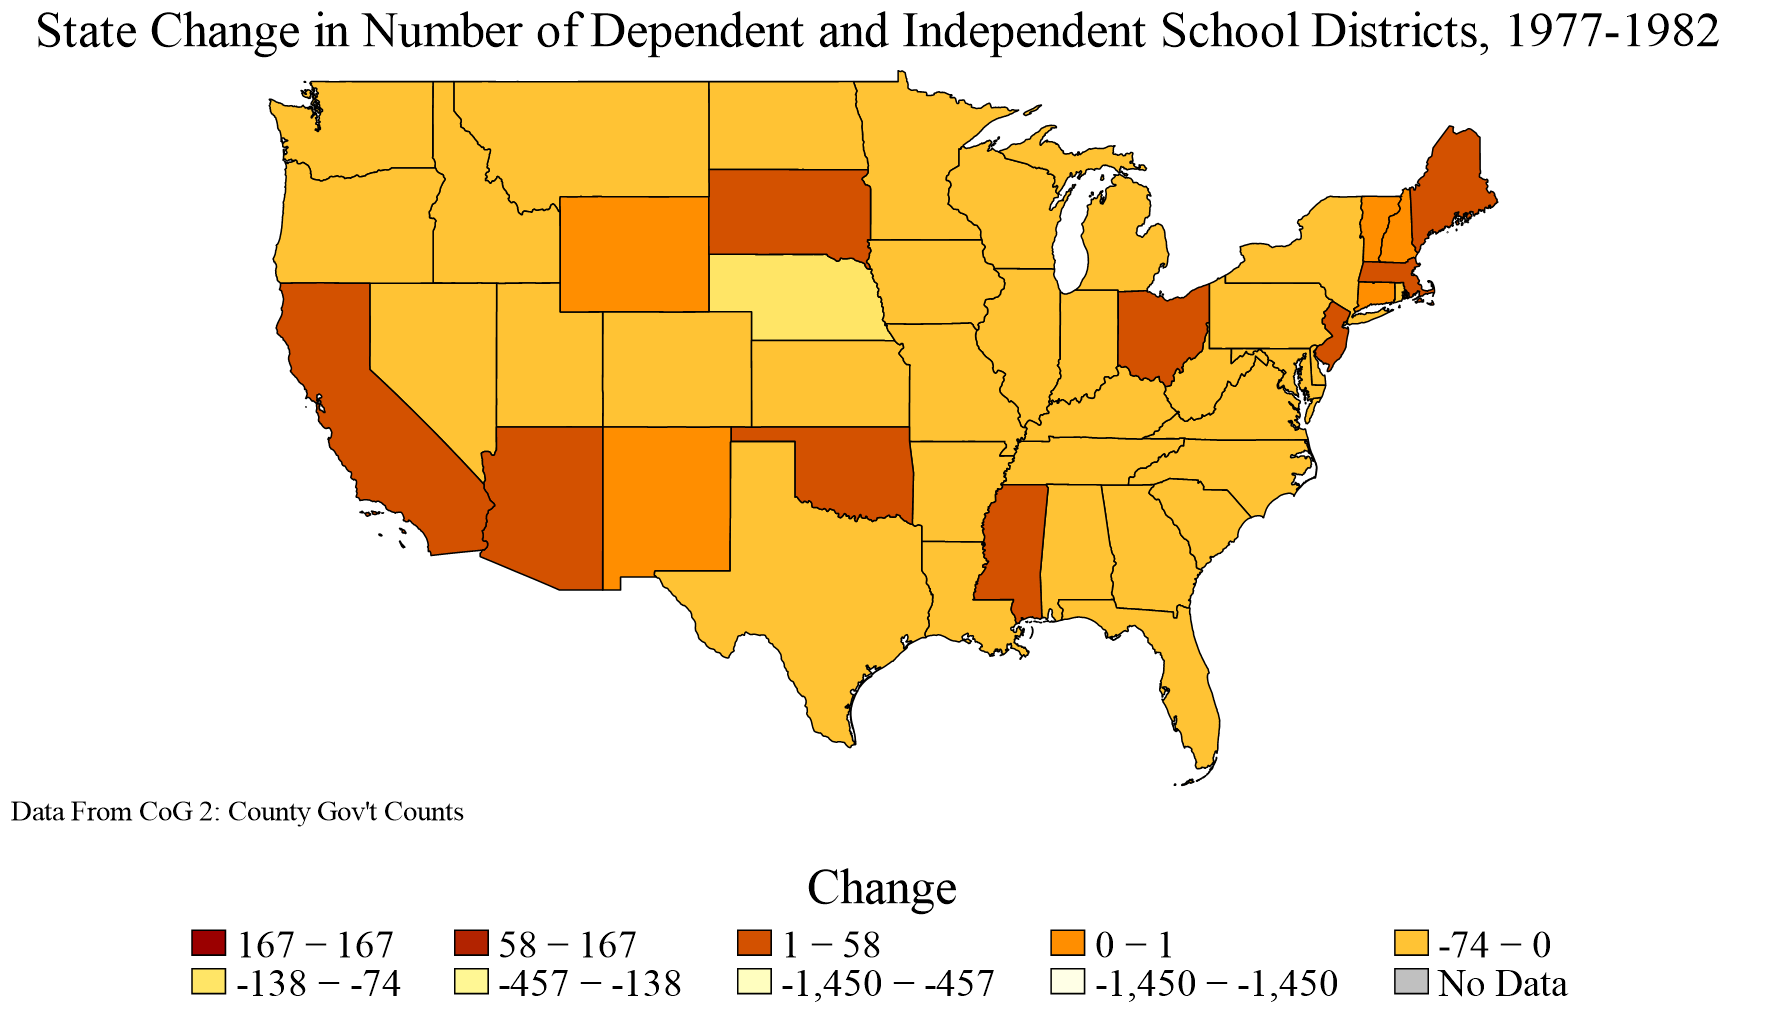 State Change in Number of Dependent and Independent School Districts, 1977-1982
Data From CoG 2: County Gov't Counts
Change
167 − 167 58 − 167 1 − 58 0 − 1 -74 − 0
-138 − -74 -457 − -138 -1,450 − -457 -1,450 − -1,450 No Data